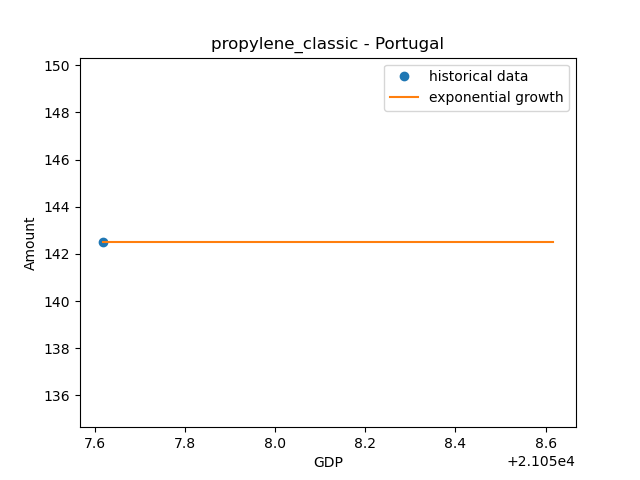 propylene_classic - Portugal
historical data
exponential growth
150
148
146
144
142
140
138
136
Amount
7.6 7.8 8.0 8.2 8.4 8.6
+2.105e4
GDP